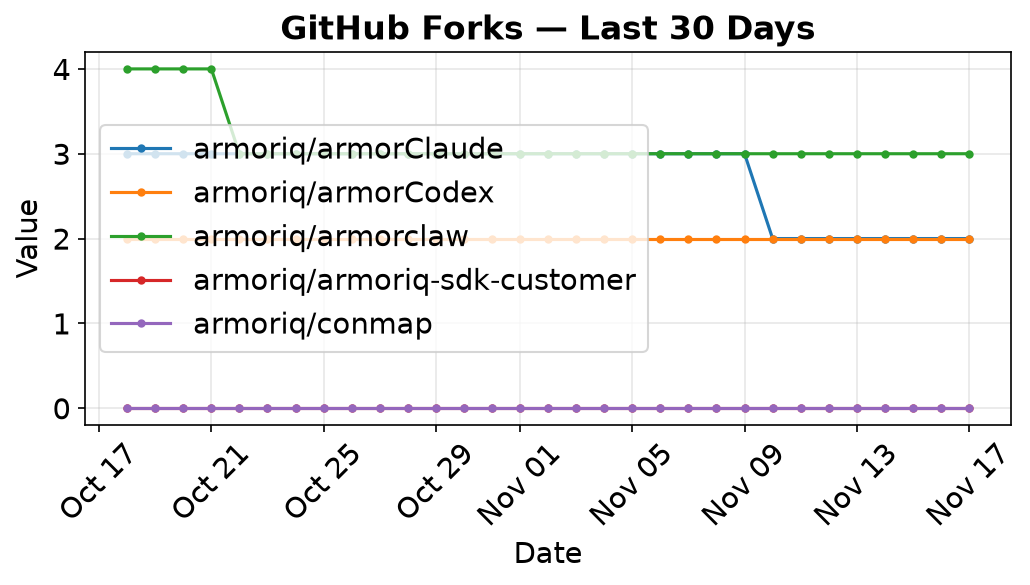 GitHub Forks — Last 30 Days
4
3
2
1
0
Value
armoriq/armorClaude
armoriq/armorCodex
armoriq/armorclaw
armoriq/armoriq-sdk-customer
armoriq/conmap
Oct 17
Oct 21
Oct 25
Oct 29
Nov 01
Nov 05
Nov 09
Nov 13
Nov 17
Date